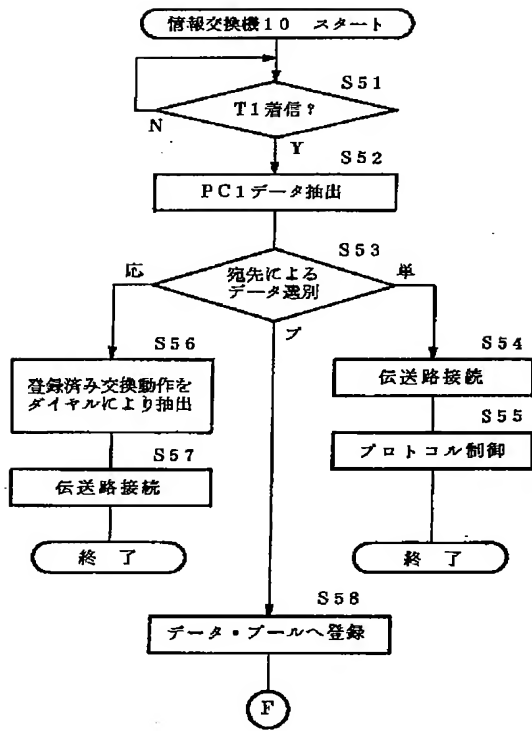 情報交換機10 スタート
S51
T1着信?
N
Y
S52
PC1データ抽出
S53
宛先による
データ選別
応
単
プ
S56
登録済み交換動作を
ダイヤルにより抽出
S54
伝送路接続
S55
プロトコル制御
S57
伝送路接続
終了
終了
S58
データ・プールへ登録
F